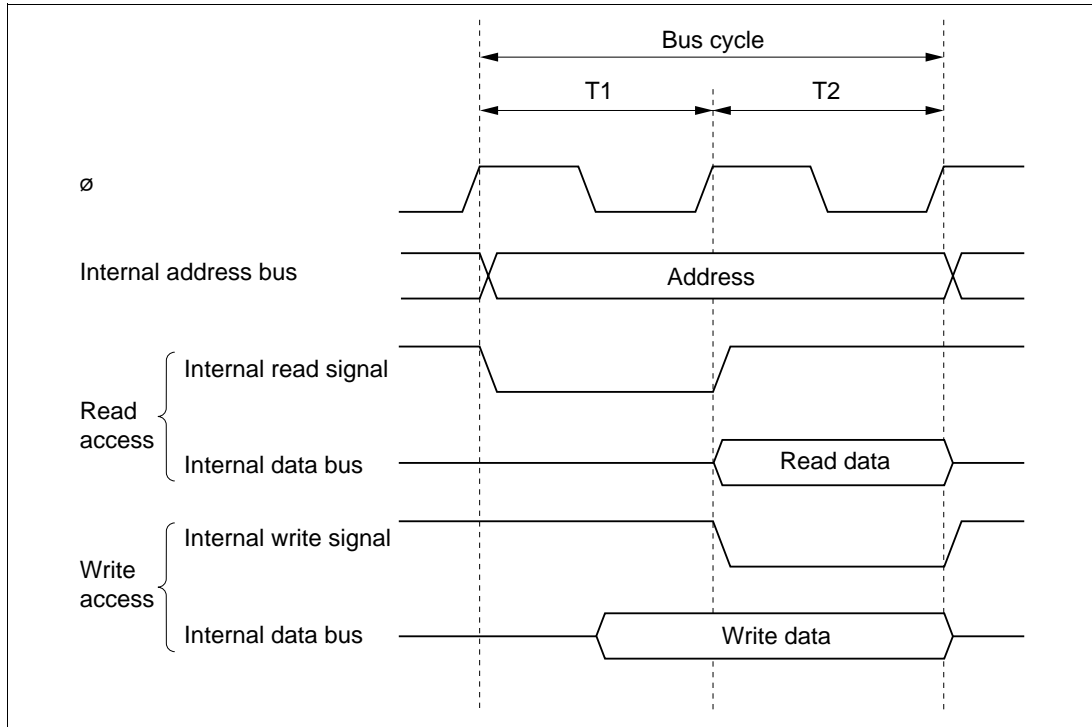 Bus cycle
T1
T2
ø
Internal address bus
Address
Read
access
Internal read signal
Internal data bus
Read data
Write
access
Internal write signal
Internal data bus
Write data